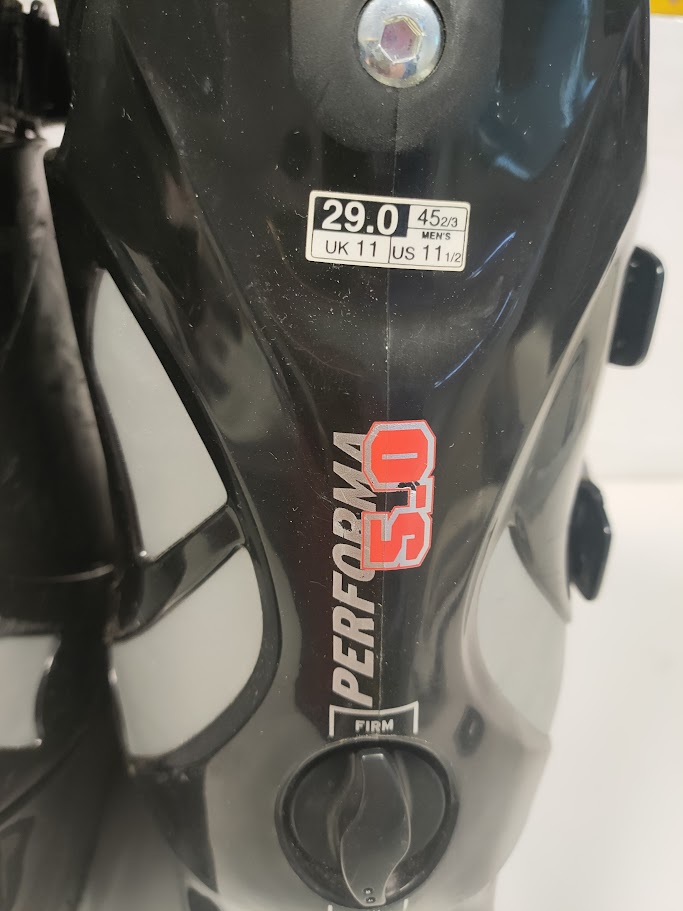 29.0 45 2/3
MEN'S
UK 11 US 11 1/2
PERFORMA 5.0
FIRM